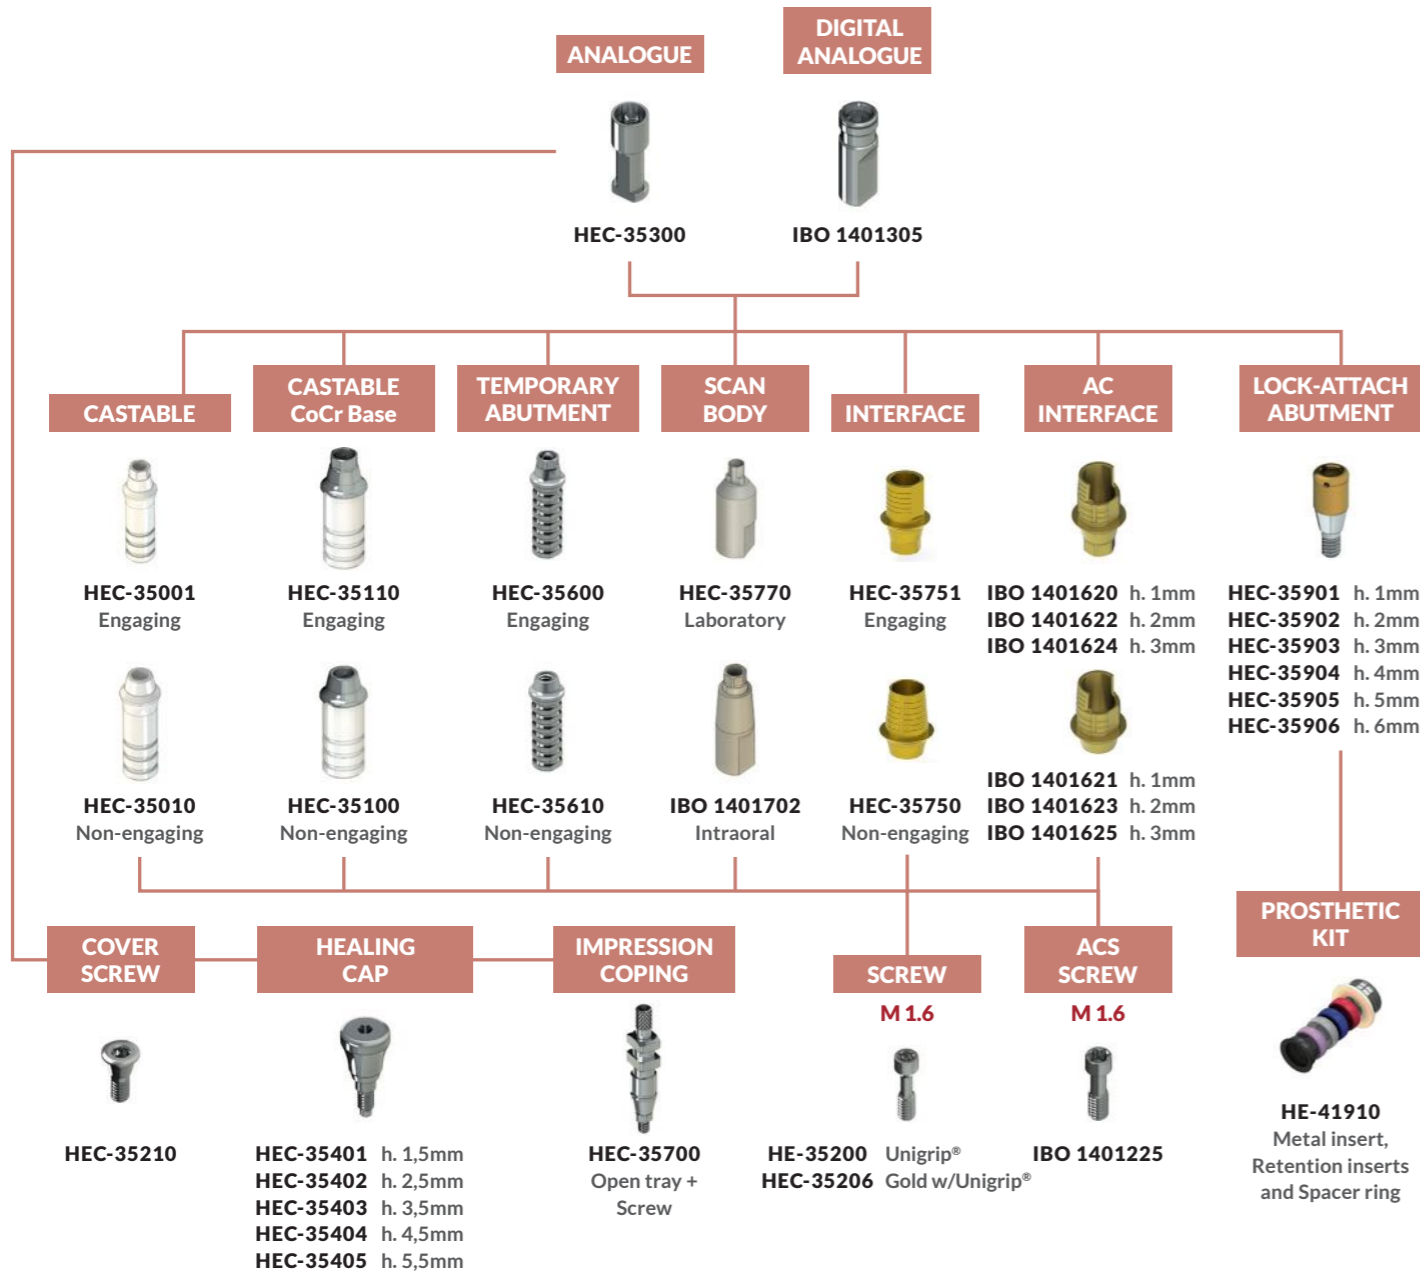 ANALOGUE
DIGITAL
ANALOGUE
HEC-35300
IBO 1401305
CASTABLE
CASTABLE
CoCr Base
TEMPORARY
ABUTMENT
SCAN
BODY
INTERFACE
AC
INTERFACE
LOCK-ATTACH
ABUTMENT
HEC-35001
Engaging
HEC-35110
Engaging
HEC-35600
Engaging
HEC-35770
Laboratory
HEC-35751
Engaging
IBO 1401620 h. 1mm
IBO 1401622 h. 2mm
IBO 1401624 h. 3mm
HEC-35901 h. 1mm
HEC-35902 h. 2mm
HEC-35903 h. 3mm
HEC-35904 h. 4mm
HEC-35905 h. 5mm
HEC-35906 h. 6mm
HEC-35010
Non-engaging
HEC-35100
Non-engaging
HEC-35610
Non-engaging
IBO 1401702
Intraoral
HEC-35750
Non-engaging
IBO 1401621 h. 1mm
IBO 1401623 h. 2mm
IBO 1401625 h. 3mm
COVER
SCREW
HEALING
CAP
IMPRESSION
COPING
SCREW
M 1.6
ACS
SCREW
M 1.6
PROSTHETIC
KIT
HEC-35210
HEC-35401 h. 1,5mm
HEC-35402 h. 2,5mm
HEC-35403 h. 3,5mm
HEC-35404 h. 4,5mm
HEC-35405 h. 5,5mm
HEC-35700
Open tray +
Screw
HE-35200 Unigrip®
HEC-35206 Gold w/Unigrip®
IBO 1401225
HE-41910
Metal insert,
Retention inserts
and Spacer ring